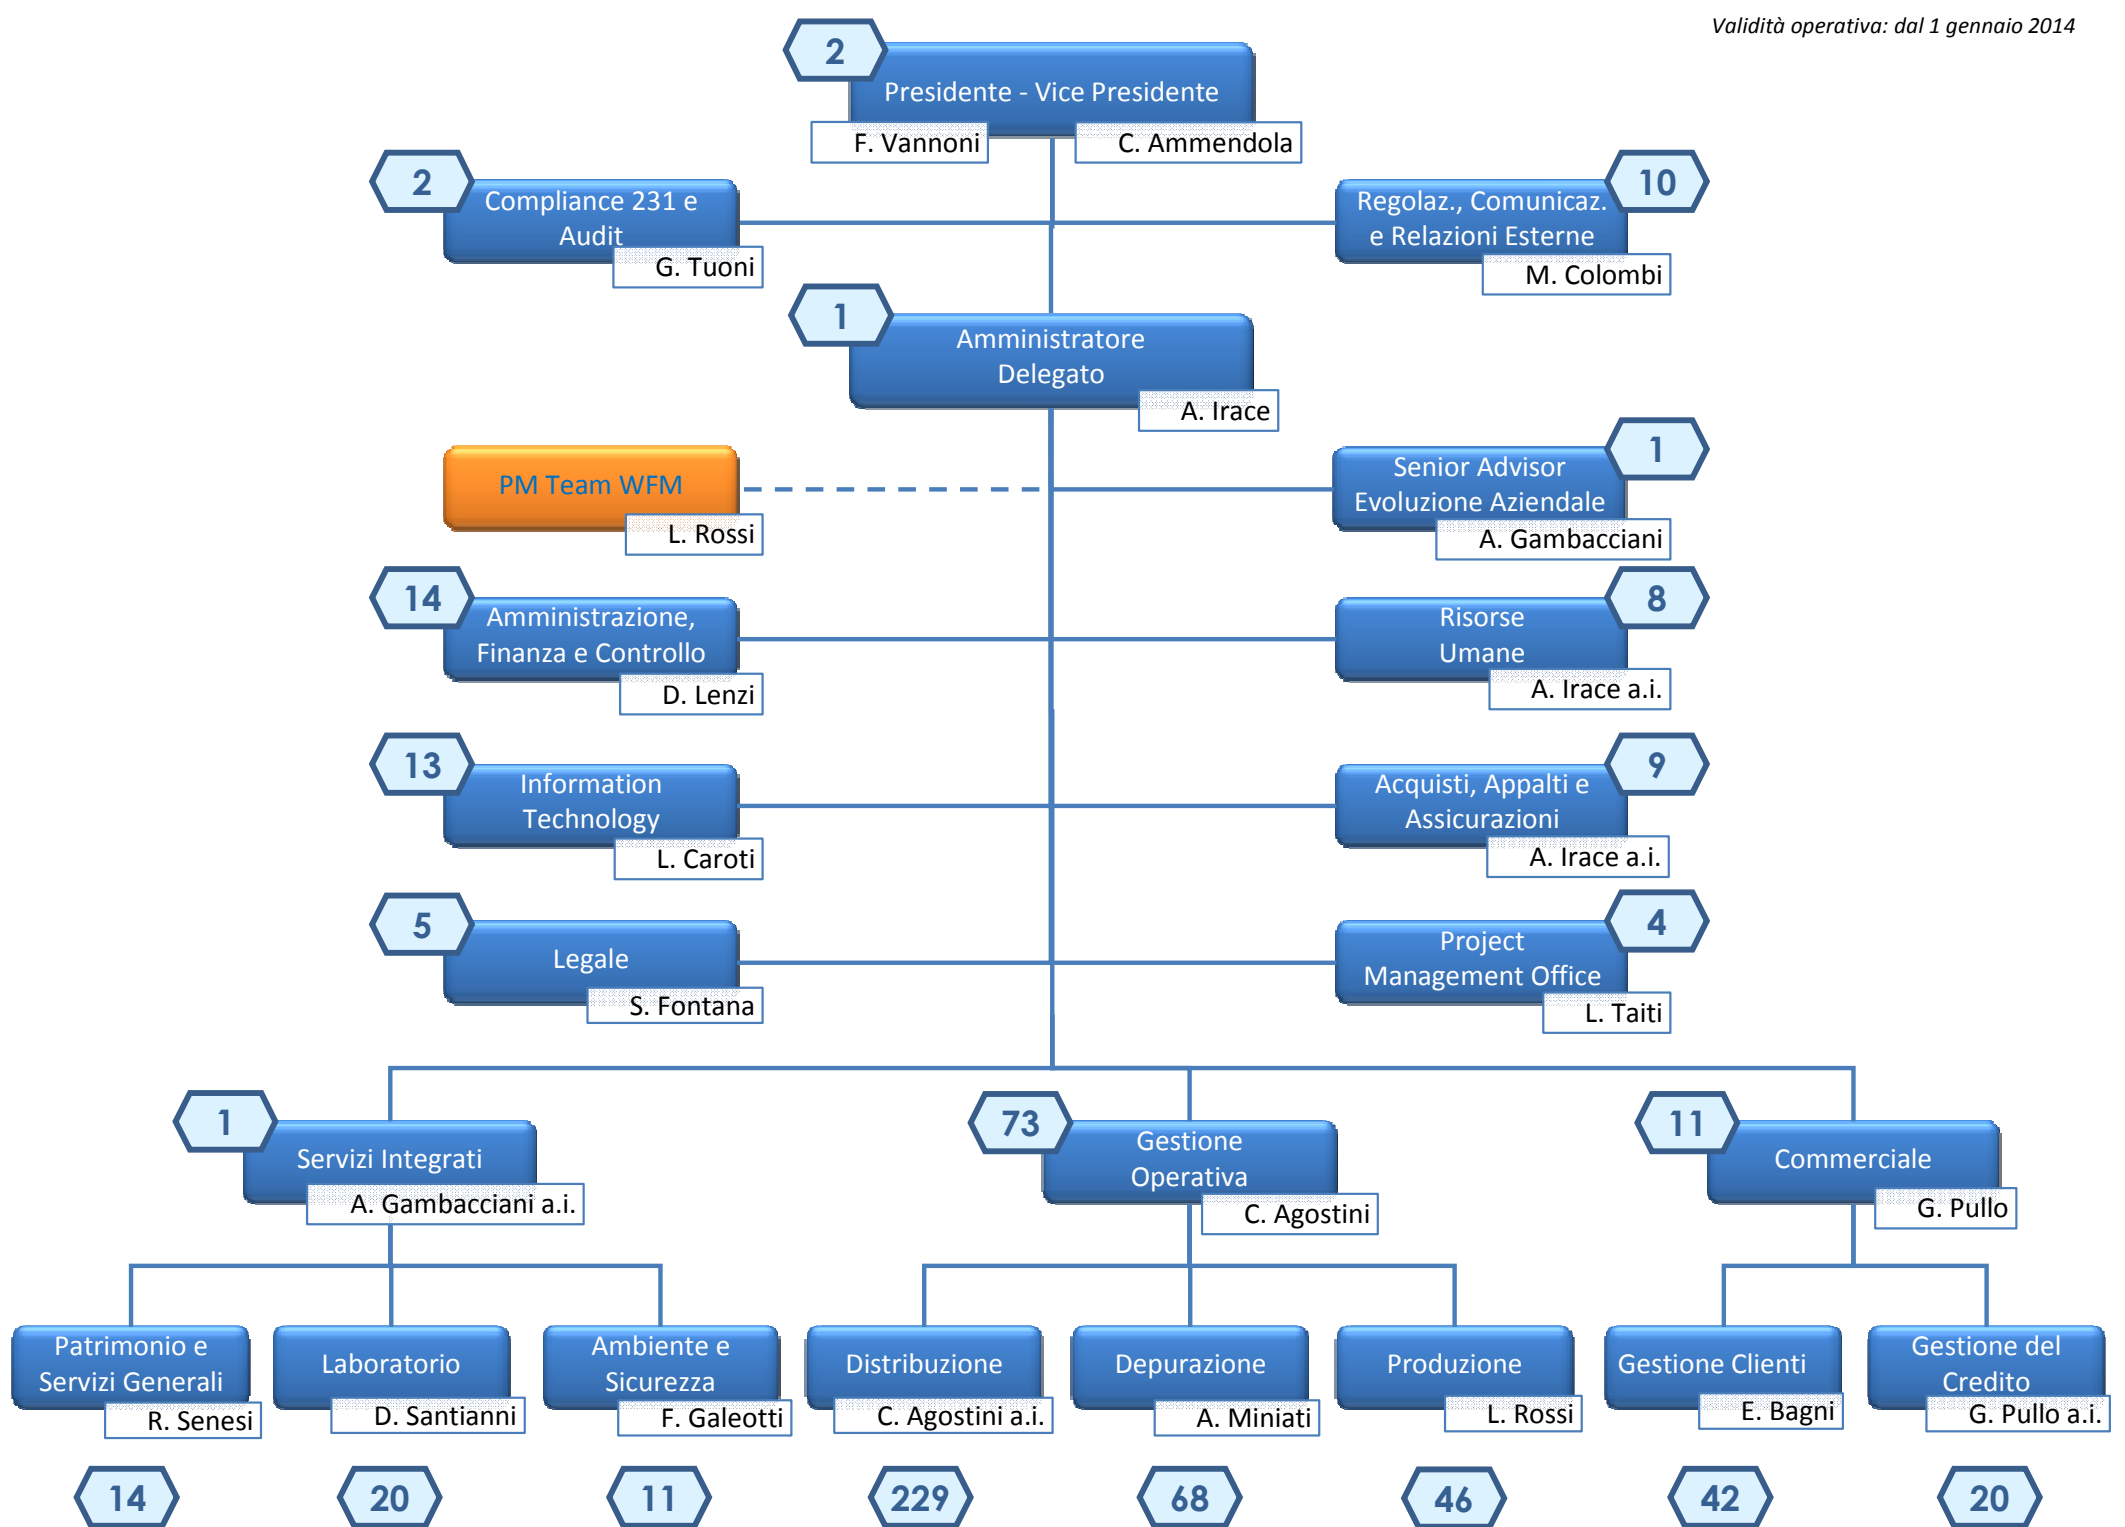 Validità operativa: dal 1 gennaio 2014
2
Presidente - Vice Presidente
F. Vannoni
C. Ammendola
2
Compliance 231 e
Audit
G. Tuoni
10
Regolaz., Comunicaz.
e Relazioni Esterne
M. Colombi
1
Amministratore
Delegato
A. Irace
PM Team WFM
L. Rossi
1
Senior Advisor
Evoluzione Aziendale
A. Gambacciani
14
Amministrazione,
Finanza e Controllo
D. Lenzi
8
Risorse
Umane
A. Irace a.i.
13
Information
Technology
L. Caroti
9
Acquisti, Appalti e
Assicurazioni
A. Irace a.i.
5
Legale
S. Fontana
4
Project
Management Office
L. Taiti
1
Servizi Integrati
A. Gambacciani a.i.
73
Gestione
Operativa
C. Agostini
11
Commerciale
G. Pullo
Patrimonio e
Servizi Generali
R. Senesi
Laboratorio
D. Santianni
Ambiente e
Sicurezza
F. Galeotti
Distribuzione
C. Agostini a.i.
Depurazione
A. Miniati
Produzione
L. Rossi
Gestione Clienti
E. Bagni
Gestione del
Credito
G. Pullo a.i.
14
20
11
229
68
46
42
20